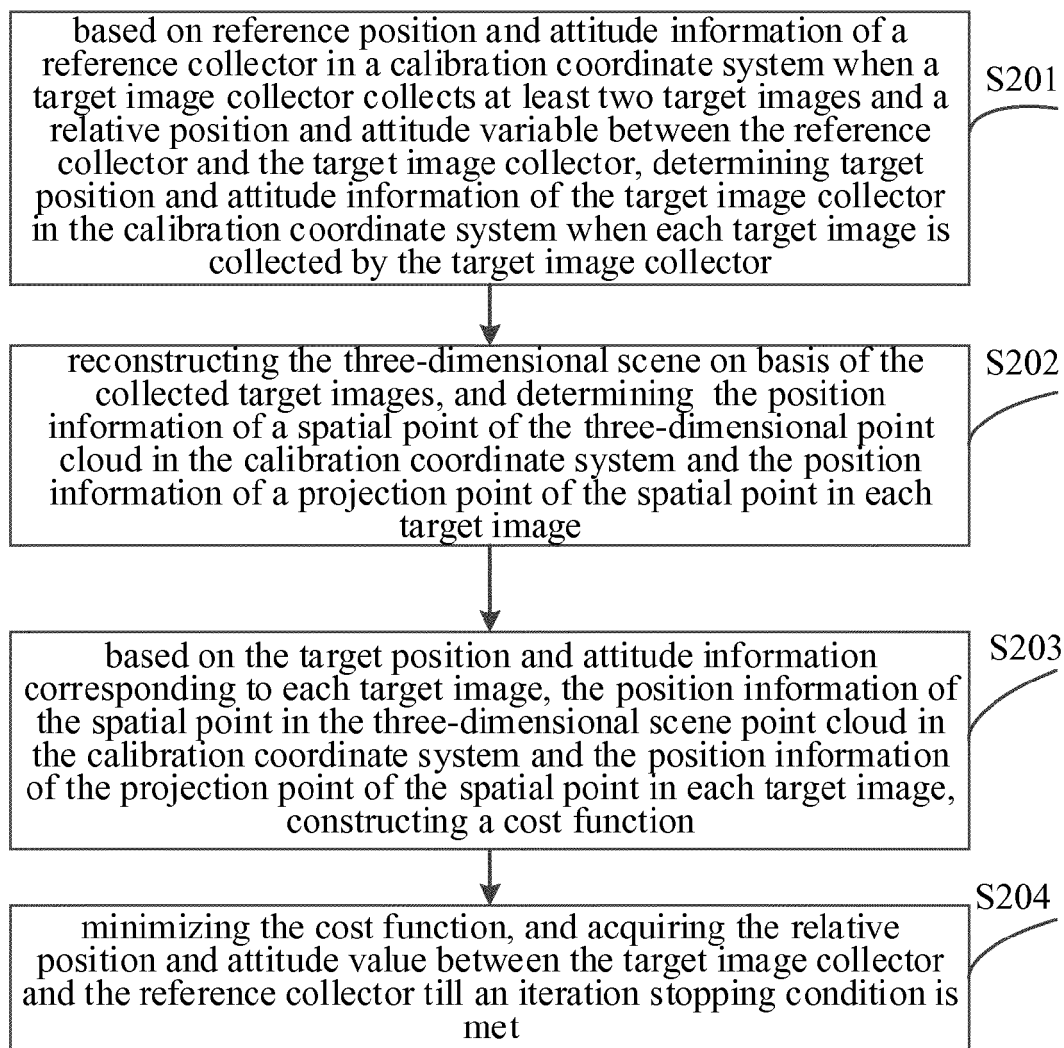 based on reference position and attitude information of a
reference collector in a calibration coordinate system when a
target image collector collects at least two target images and a
relative position and attitude variable between the reference
collector and the target image collector, determining target
position and attitude information of the target image collector
in the calibration coordinate system when each target image is
collected by the target image collector
S201
reconstructing the three-dimensional scene on basis of the
collected target images, and determining the position
information of a spatial point of the three-dimensional point
cloud in the calibration coordinate system and the position
information of a projection point of the spatial point in each
target image
S202
based on the target position and attitude information
corresponding to each target image, the position information of
the spatial point in the three-dimensional scene point cloud in
the calibration coordinate system and the position information
of the projection point of the spatial point in each target image,
constructing a cost function
S203
minimizing the cost function, and acquiring the relative
position and attitude value between the target image collector
and the reference collector till an iteration stopping condition is
met
S204